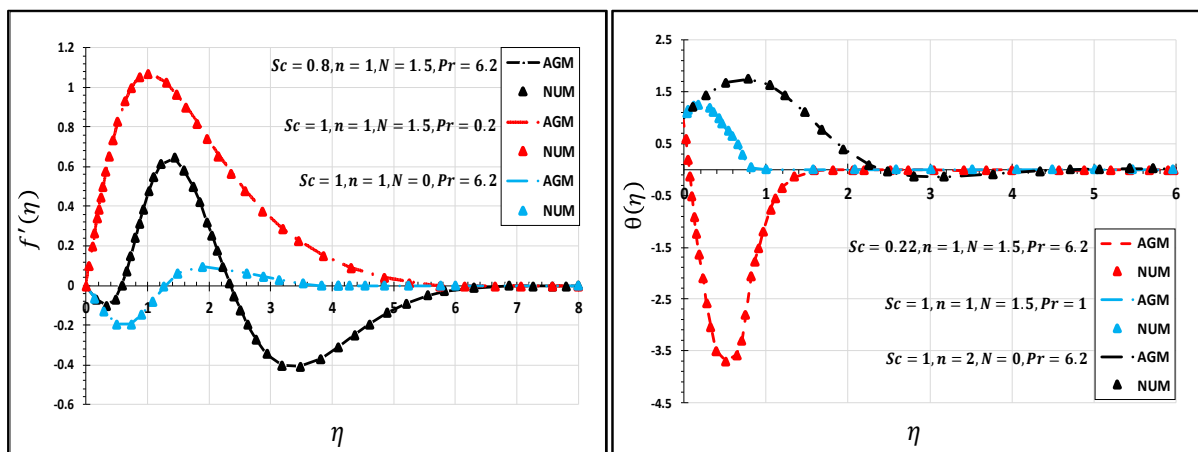 1.2
1
0.8
0.6
0.4
0.2
0
-0.2
-0.4
-0.6
0 1 2 3 4 5 6 7 8
f′(η)
η
Sc = 0.8, n = 1, N = 1.5, Pr = 6.2
Sc = 1, n = 1, N = 1.5, Pr = 0.2
Sc = 1, n = 1, N = 0, Pr = 6.2
AGM
NUM
AGM
NUM
AGM
NUM
2.5
1.5
0.5
-0.5
-1.5
-2.5
-3.5
-4.5
0 1 2 3 4 5 6
θ(η)
η
Sc = 0.22, n = 1, N = 1.5, Pr = 6.2
Sc = 1, n = 1, N = 1.5, Pr = 1
Sc = 1, n = 2, N = 0, Pr = 6.2
AGM
NUM
AGM
NUM
AGM
NUM